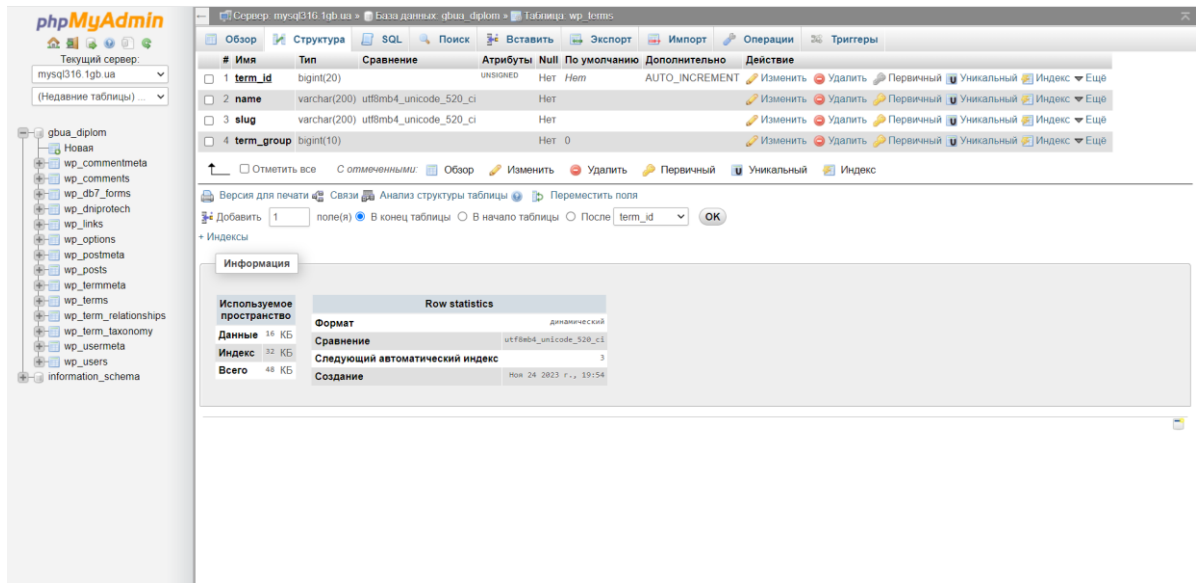 phpMyAdmin
Текущий сервер:
mysql316.1gb.ua
(Недавние таблицы) ...
gbua_diplom
Новая
wp_commentmeta
wp_comments
wp_db7_forms
wp_dniprotech
wp_links
wp_options
wp_postmeta
wp_posts
wp_termmeta
wp_terms
wp_term_relationships
wp_term_taxonomy
wp_usermeta
wp_users
information_schema
Сервер: mysql316.1gb.ua » База данных: gbua_diplom » Таблица: wp_terms
Обзор Структура SQL Поиск Вставить Экспорт Импорт Операции Триггеры
# Имя Тип Сравнение Атрибуты Null По умолчанию Дополнительно Действие
1 term_id bigint(20) UNSIGNED Нет Нет AUTO_INCREMENT Изменить Удалить Первичный Уникальный Индекс Ещё
2 name varchar(200) utf8mb4_unicode_520_ci Нет Изменить Удалить Первичный Уникальный Индекс Ещё
3 slug varchar(200) utf8mb4_unicode_520_ci Нет Изменить Удалить Первичный Уникальный Индекс Ещё
4 term_group bigint(10) Нет 0 Изменить Удалить Первичный Уникальный Индекс Ещё
Отметить все С отмеченными: Обзор Изменить Удалить Первичный Уникальный Индекс
Версия для печати Связи Анализ структуры таблицы Переместить поля
Добавить 1 поле(я) В конец таблицы В начало таблицы После term_id OK
+ Индексы
Информация
Используемое пространство
Данные 16 КБ
Индекс 32 КБ
Всего 48 КБ
Row statistics
Формат динамический
Сравнение utf8mb4_unicode_520_ci
Следующий автоматический индекс 3
Создание Ноя 24 2023 г., 19:54